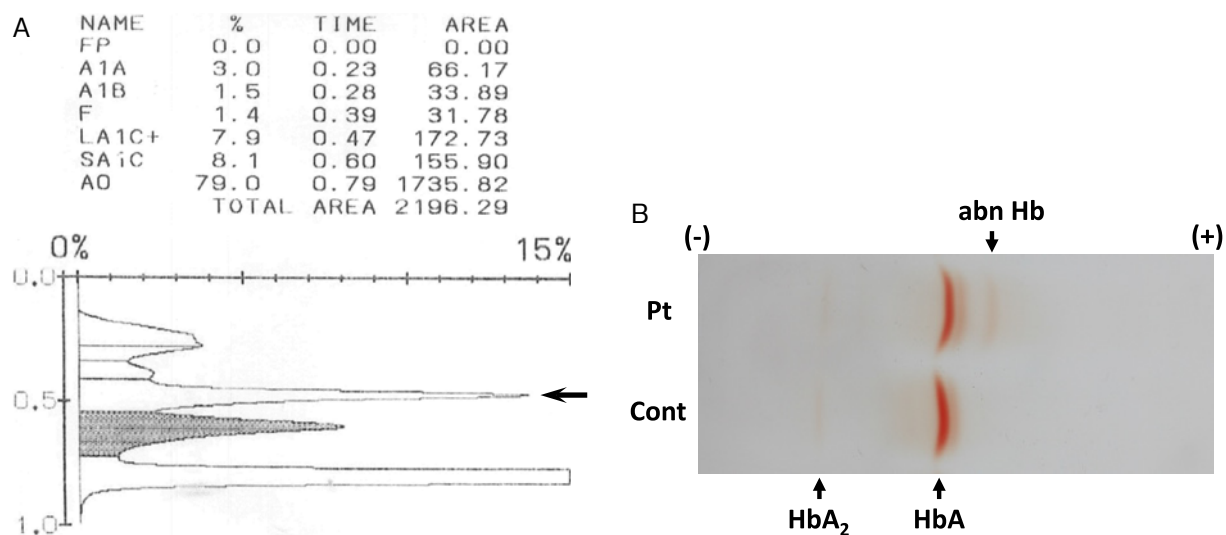 A
NAME % TIME AREA
FP 0.0 0.00 0.00
A1A 3.0 0.23 66.17
A1B 1.5 0.28 33.89
F 1.4 0.39 31.78
LA1C+ 7.9 0.47 172.73
SA1C 8.1 0.60 155.90
A0 79.0 0.79 1735.82
TOTAL AREA 2196.29
0% 15%
0.0
0.5
1.0
B
abn Hb
(-) (+)
Pt
Cont
HbA2 HbA